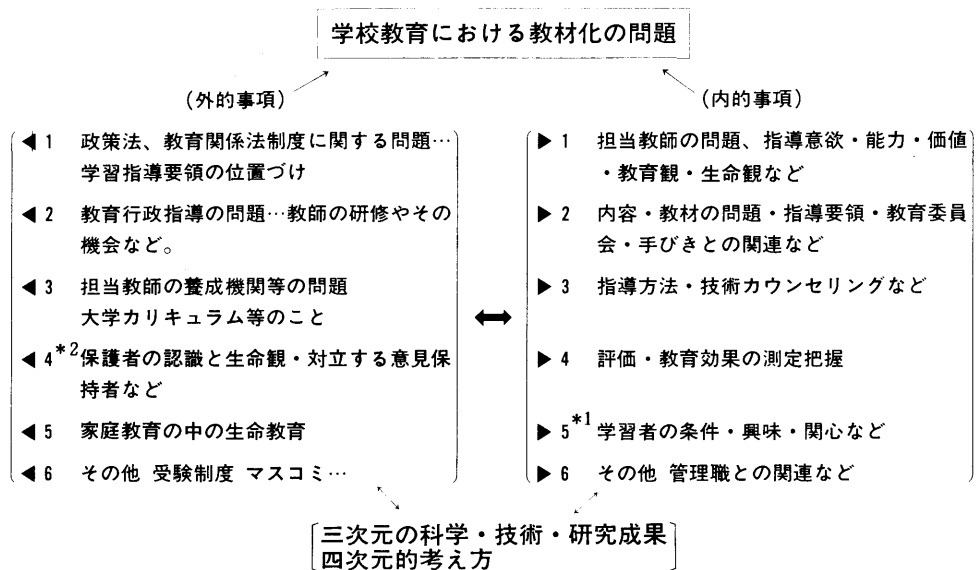 学校教育における教材化の問題
(外的事項)
◀ 1 政策法、教育関係法制度に関する問題…
学習指導要領の位置づけ
◀ 2 教育行政指導の問題…教師の研修やその
機会など。
◀ 3 担当教師の養成機関等の問題
大学カリキュラム等のこと
◀ 4*2 保護者の認識と生命観・対立する意見保
持者など
◀ 5 家庭教育の中の生命教育
◀ 6 その他 受験制度 マスコミ…
(内的事項)
▶ 1 担当教師の問題、指導意欲・能力・価値
・教育観・生命観など
▶ 2 内容・教材の問題・指導要領・教育委員
会・手びきとの関連など
▶ 3 指導方法・技術カウンセリングなど
▶ 4 評価・教育効果の測定把握
▶ 5*1 学習者の条件・興味・関心など
▶ 6 その他 管理職との関連など
三次元の科学・技術・研究成果
四次元的考え方